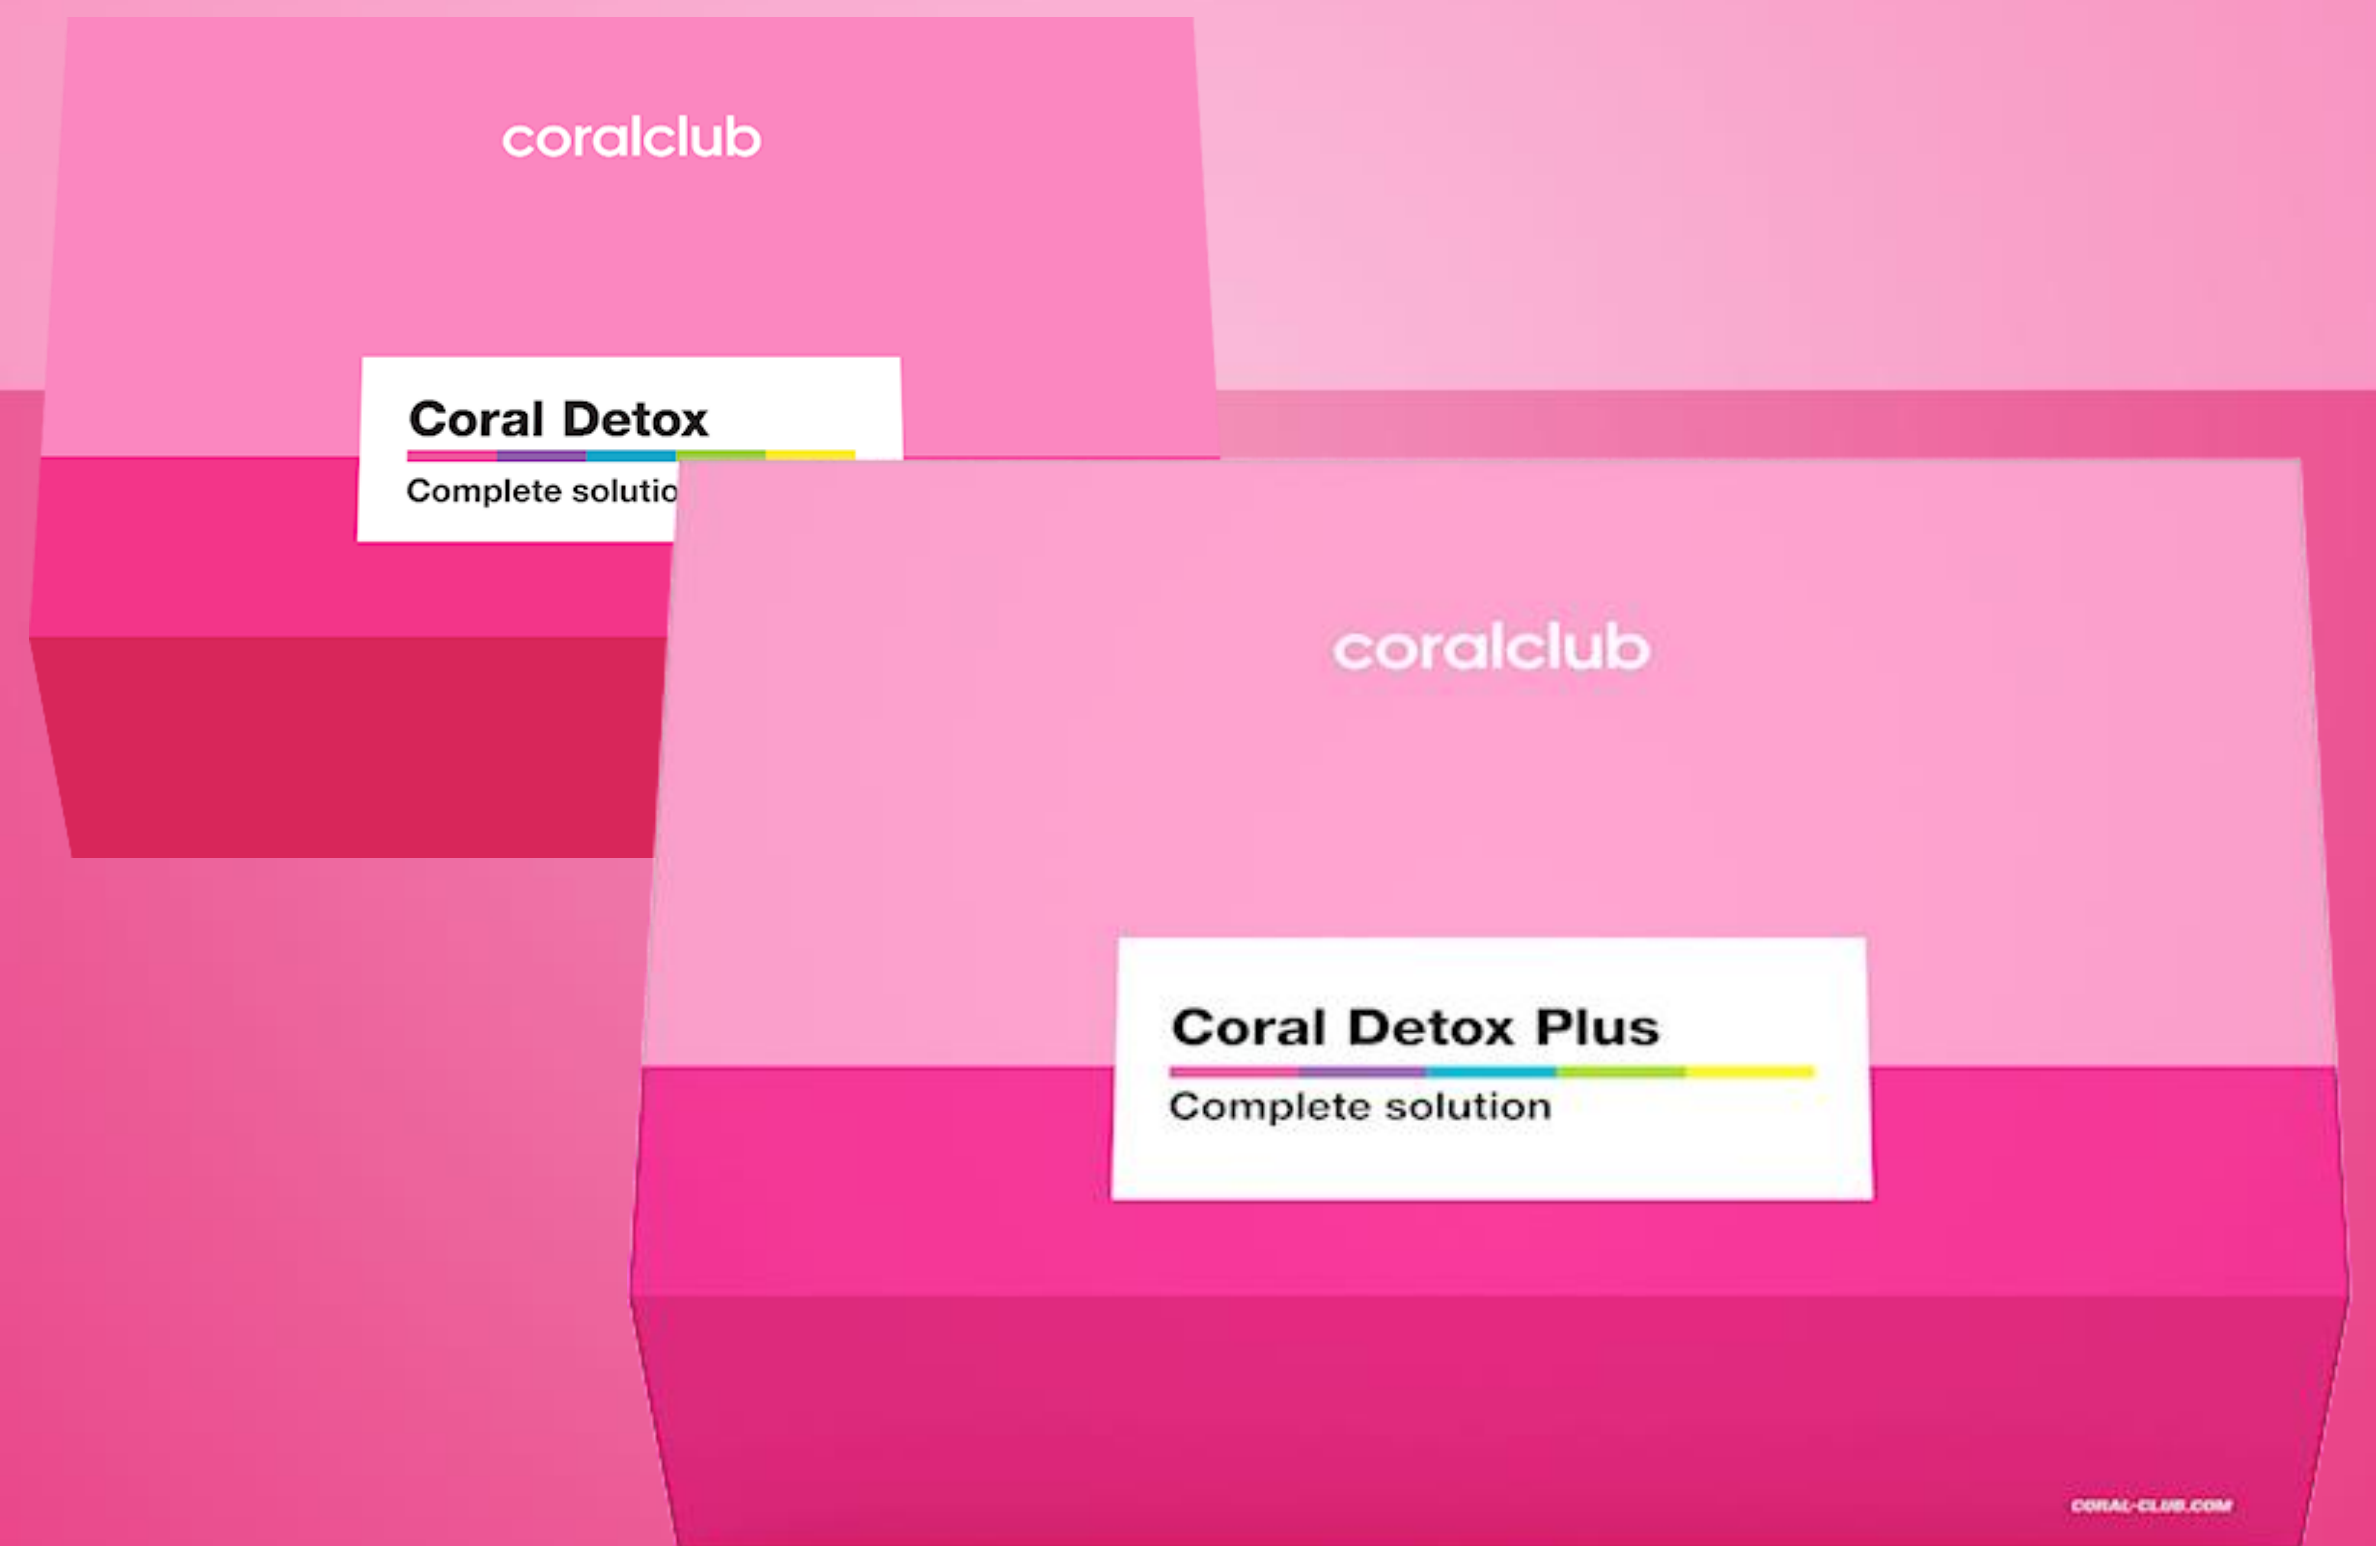 coralclub
Coral Detox
Complete solutio
coralclub
Coral Detox Plus
Complete solution
CORAL-CLUB.COM